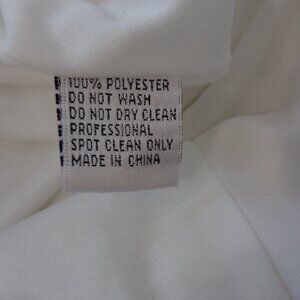 100% POLYESTER
DO NOT WASH
DO NOT DRY CLEAN
PROFESSIONAL
SPOT CLEAN ONLY
MADE IN CHINA